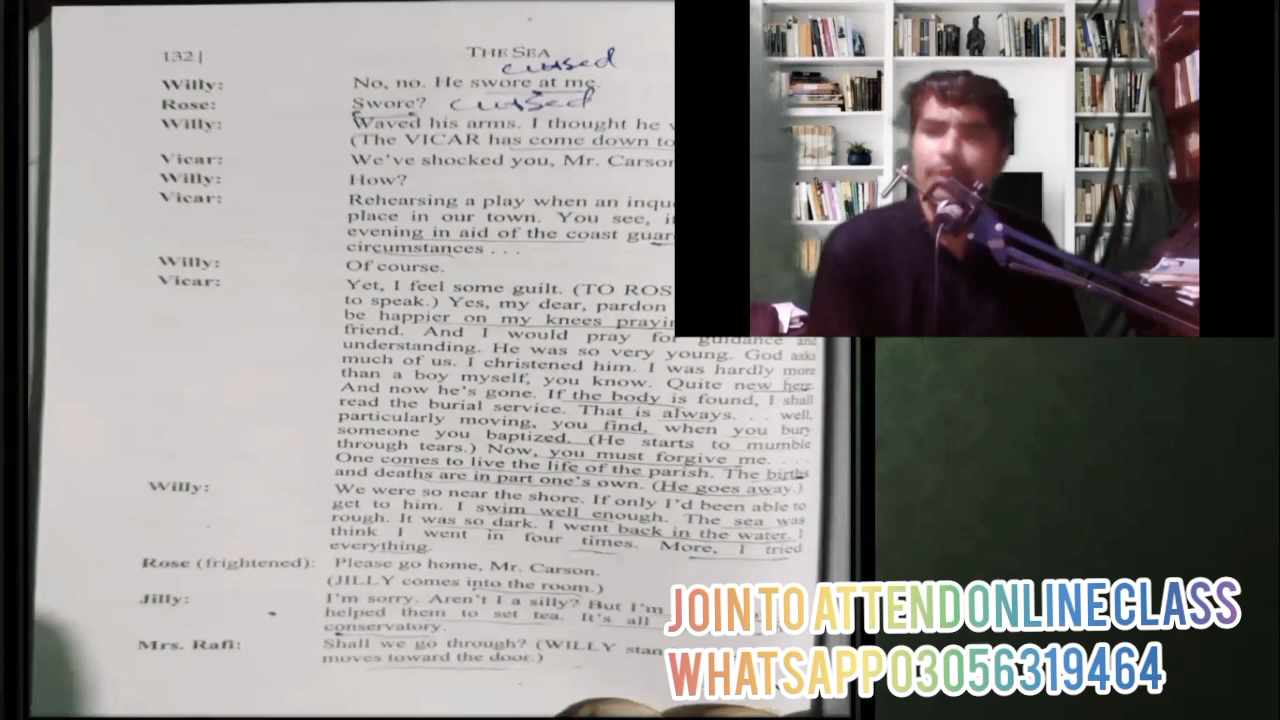 132| THE SEA
cussed
Willy: No, no. He swore at me.
Rose: Swore? cussed
Willy: Waved his arms. I thought he
(The VICAR has come down to
Vicar: We've shocked you, Mr. Carson
Willy: How?
Vicar: Rehearsing a play when an inqu
place in our town. You see,
evening in aid of the coast guar
circumstances . . .
Willy: Of course.
Vicar: Yet, I feel some guilt. (TO ROS
to speak.) Yes, my dear, pardon
be happier on my knees prayin
friend. And I would pray for guidance and
understanding. He was so very young. God asks
much of us. I christened him. I was hardly more
than a boy myself, you know. Quite new here.
And now he's gone. If the body is found, I shall
read the burial service. That is always. . . well,
particularly moving, you find, when you bury
someone you baptized. (He starts to mumble
through tears.) Now, you must forgive me. . . .
One comes to live the life of the parish. The births
and deaths are in part one's own. (He goes away.)
Willy: We were so near the shore. If only I'd been able to
get to him. I swim well enough. The sea was
rough. It was so dark. I went back in the water. I
think I went in four times. More, I tried
everything.
Rose (frightened): Please go home, Mr. Carson.
(JILLY comes into the room.)
Jilly: I'm sorry. Aren't I a silly? But I'm
helped them to set tea. It's all
conservatory.
Mrs. Rafi: Shall we go through? (WILLY stan
moves toward the door.)
JOIN TO ATTEND ONLINE CLASS
WHATSAPP 03056319464